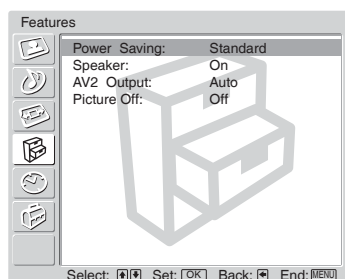 Features
Power Saving: Standard
Speaker: On
AV2 Output: Auto
Picture Off: Off
Select: Set: OK Back: End: MENU